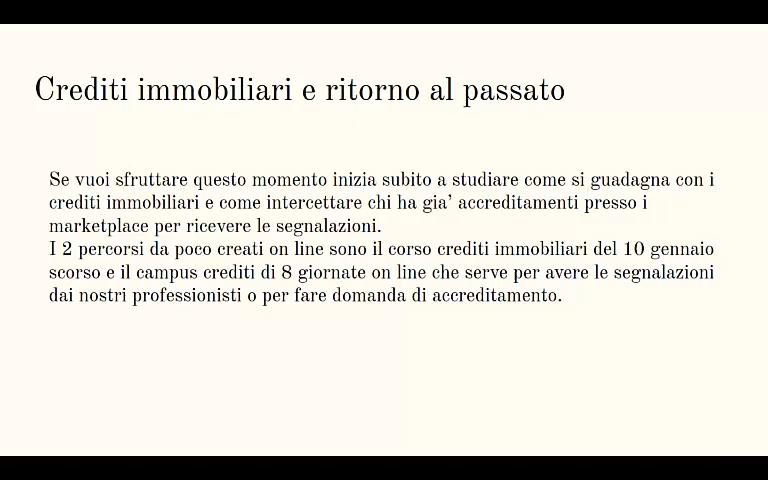 Crediti immobiliari e ritorno al passato
Se vuoi sfruttare questo momento inizia subito a studiare come si guadagna con i
crediti immobiliari e come intercettare chi ha gia’ accreditamenti presso i
marketplace per ricevere le segnalazioni.
I 2 percorsi da poco creati on line sono il corso crediti immobiliari del 10 gennaio
scorso e il campus crediti di 8 giornate on line che serve per avere le segnalazioni
dai nostri professionisti o per fare domanda di accreditamento.